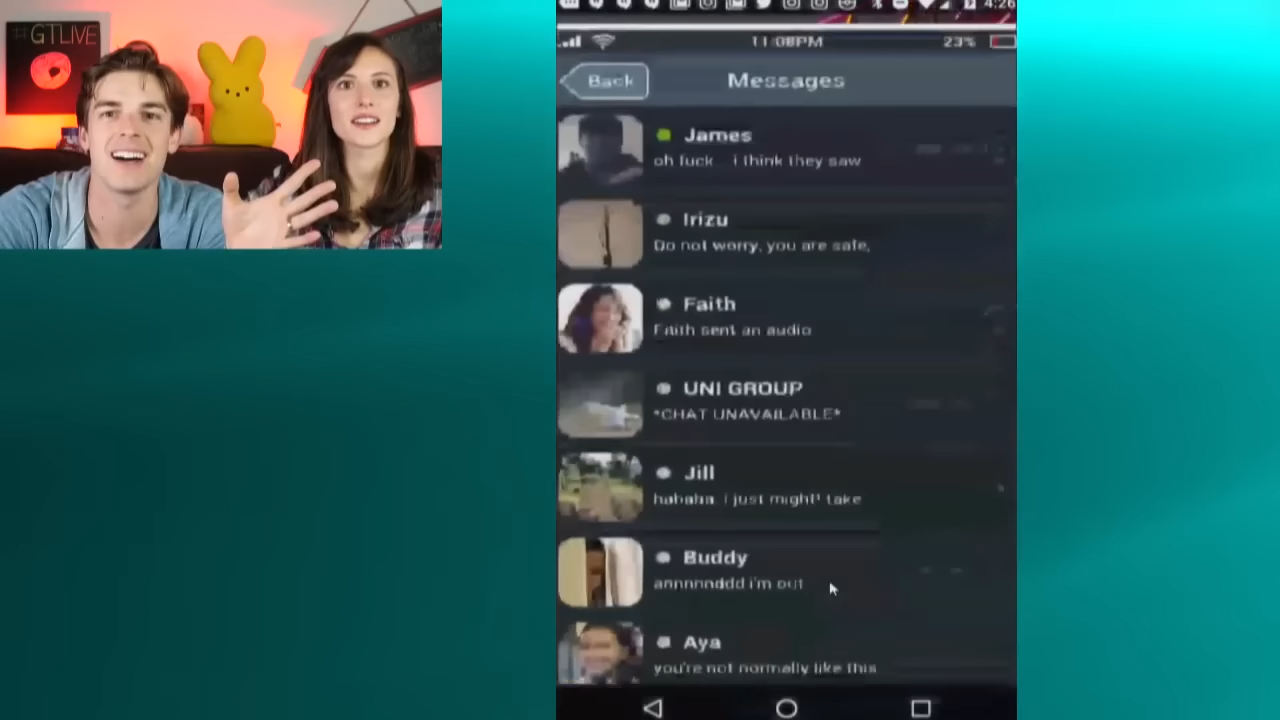 #GTLIVE
4:26
11:08PM
23%
Back
Messages
James
oh fuck... i think they saw
Irizu
Do not worry, you are safe,
Faith
Faith sent an audio
UNI GROUP
*CHAT UNAVAILABLE*
Jill
hahaha. i just might! take
Buddy
annnnnddd i'm out
Aya
you're not normally like this